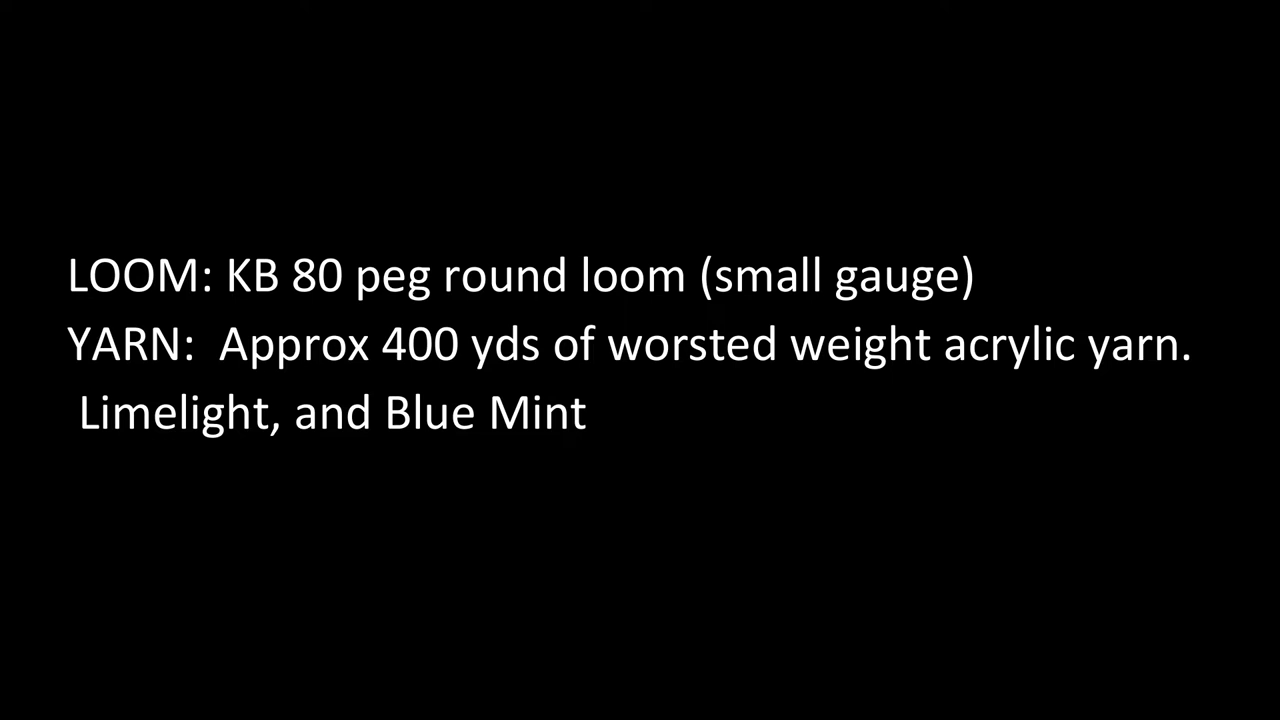 LOOM: KB 80 peg round loom (small gauge)
YARN:  Approx 400 yds of worsted weight acrylic yarn.
Limelight, and Blue Mint